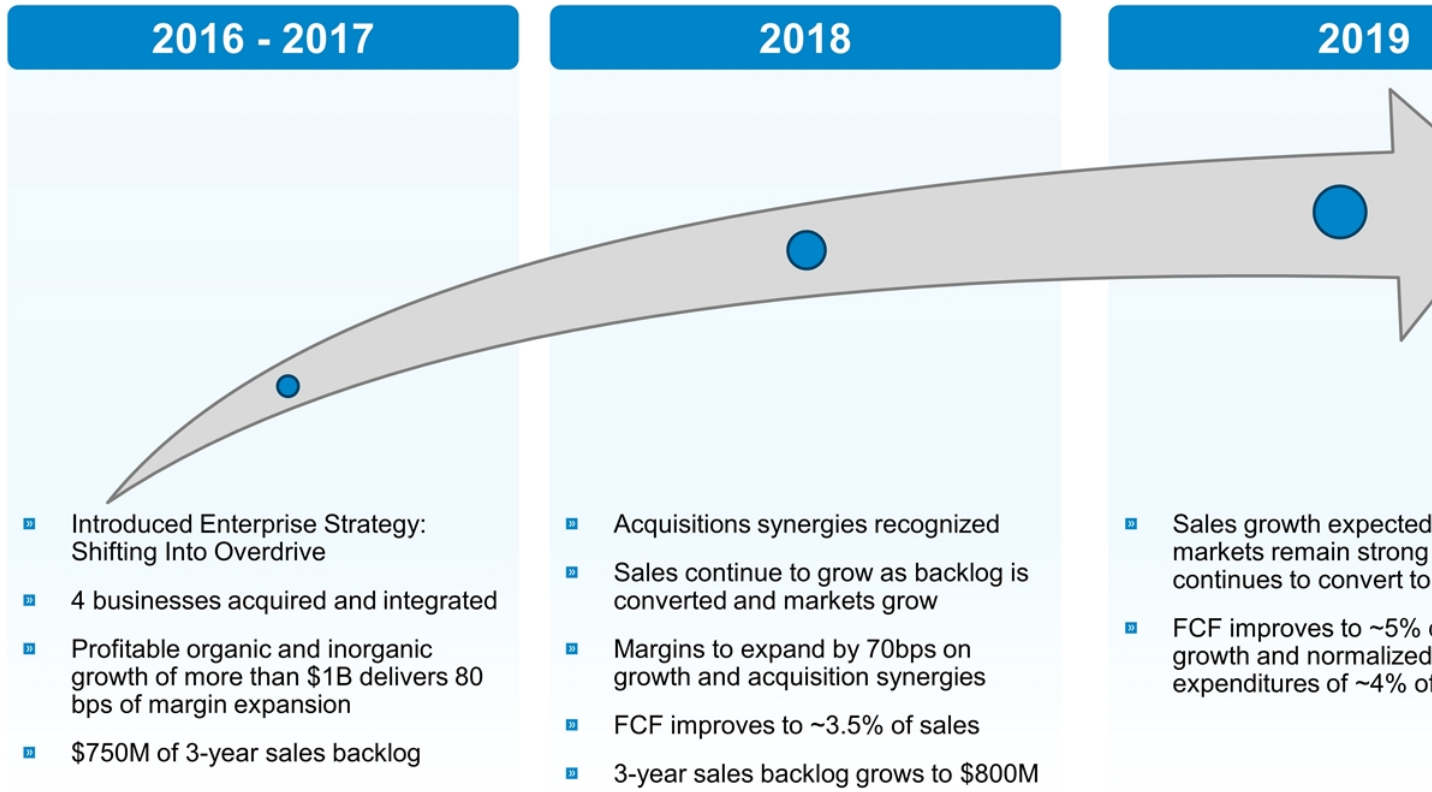 2016 - 2017
Introduced Enterprise Strategy:
Shifting Into Overdrive
4 businesses acquired and integrated
Profitable organic and inorganic
growth of more than $1B delivers 80
bps of margin expansion
$750M of 3-year sales backlog
2018
Acquisitions synergies recognized
Sales continue to grow as backlog is
converted and markets grow
Margins to expand by 70bps on
growth and acquisition synergies
FCF improves to ~3.5% of sales
3-year sales backlog grows to $800M
2019
Sales growth expected
markets remain strong
continues to convert to
FCF improves to ~5%
growth and normalized
expenditures of ~4% of